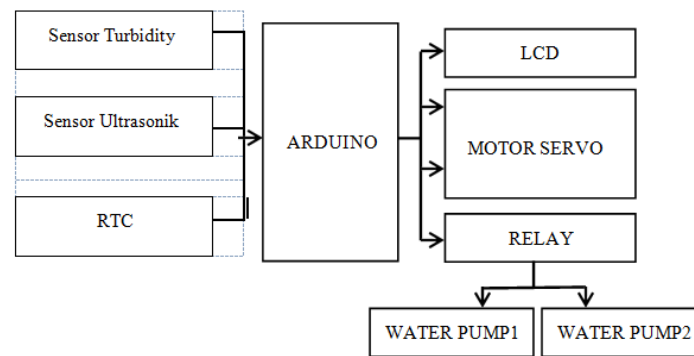 Sensor Turbidity
Sensor Ultrasonik
RTC
ARDUINO
LCD
MOTOR SERVO
RELAY
WATER PUMP1
WATER PUMP2